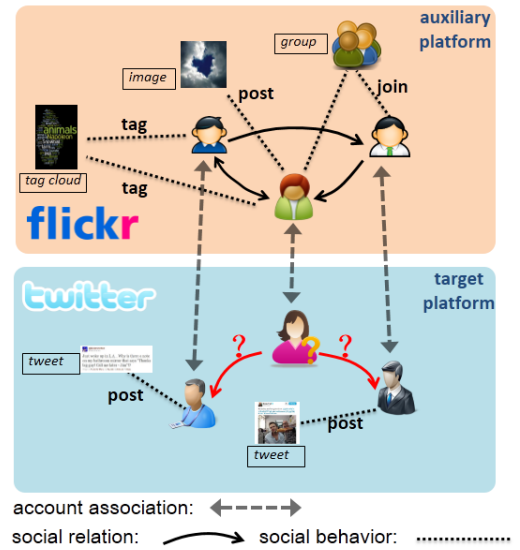 auxiliary
platform
group
image
post
join
tag
animals
tag cloud
tag
flickr
twitter
target
platform
?
?
?
tweet
post
post
tweet
account association:
social relation:
social behavior: